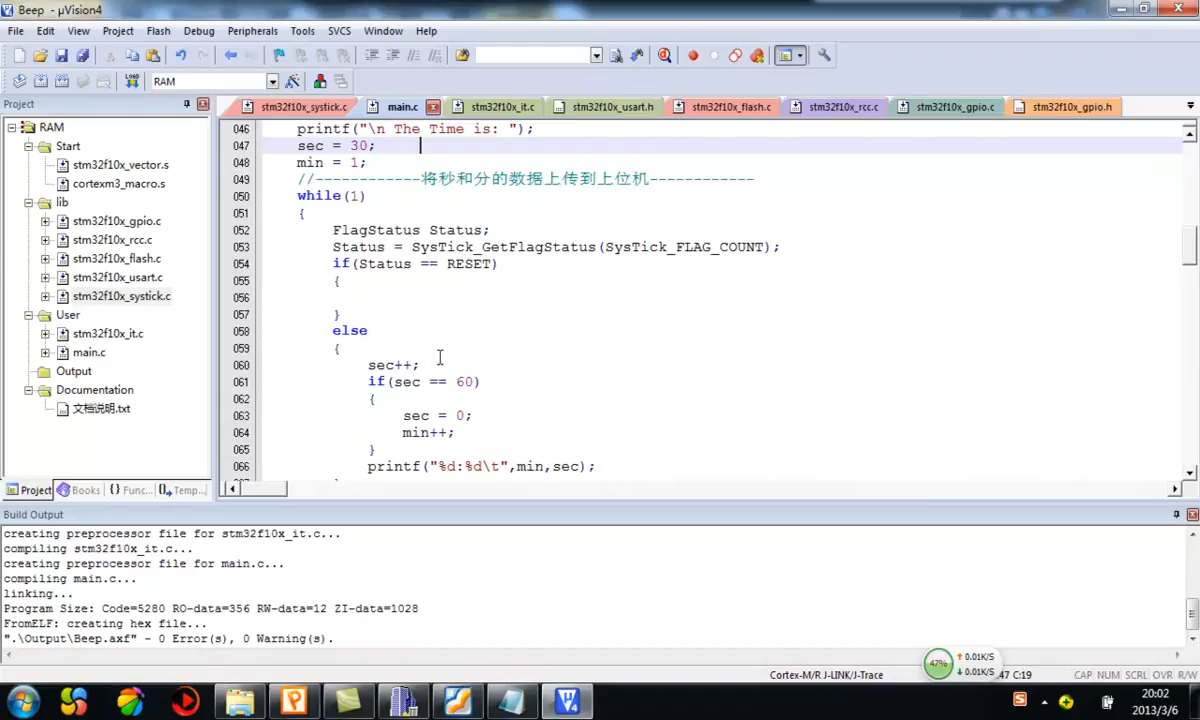 Beep - µVision4
File Edit View Project Flash Debug Peripherals Tools SVCS Window Help
LOAD RAM
Project
stm32f10x_systick.c main.c stm32f10x_it.c stm32f10x_usart.h stm32f10x_flash.c stm32f10x_rcc.c stm32f10x_gpio.c stm32f10x_gpio.h
RAM
Start
stm32f10x_vector.s
cortexm3_macro.s
lib
stm32f10x_gpio.c
stm32f10x_rcc.c
stm32f10x_flash.c
stm32f10x_usart.c
stm32f10x_systick.c
User
stm32f10x_it.c
main.c
Output
Documentation
文档说明.txt
Project Books {} Func... Temp...
046 printf("\n The Time is: ");
047 sec = 30;
048 min = 1;
049 //------------将秒和分的数据上传到上位机------------
050 while(1)
051 {
052 FlagStatus Status;
053 Status = SysTick_GetFlagStatus(SysTick_FLAG_COUNT);
054 if(Status == RESET)
055 {
056
057 }
058 else
059 {
060 sec++;
061 if(sec == 60)
062 {
063 sec = 0;
064 min++;
065 }
066 printf("%d:%d\t",min,sec);
Build Output
creating preprocessor file for stm32f10x_it.c...
compiling stm32f10x_it.c...
creating preprocessor file for main.c...
compiling main.c...
linking...
Program Size: Code=5280 RO-data=356 RW-data=12 ZI-data=1028
FromELF: creating hex file...
".\Output\Beep.axf" - 0 Error(s), 0 Warning(s).
47% 0.01K/S
0.01K/S
Cortex-M/R J-LINK/J-Trace :47 C:19 CAP NUM SCRL OVR R/W
20:02
2013/3/6